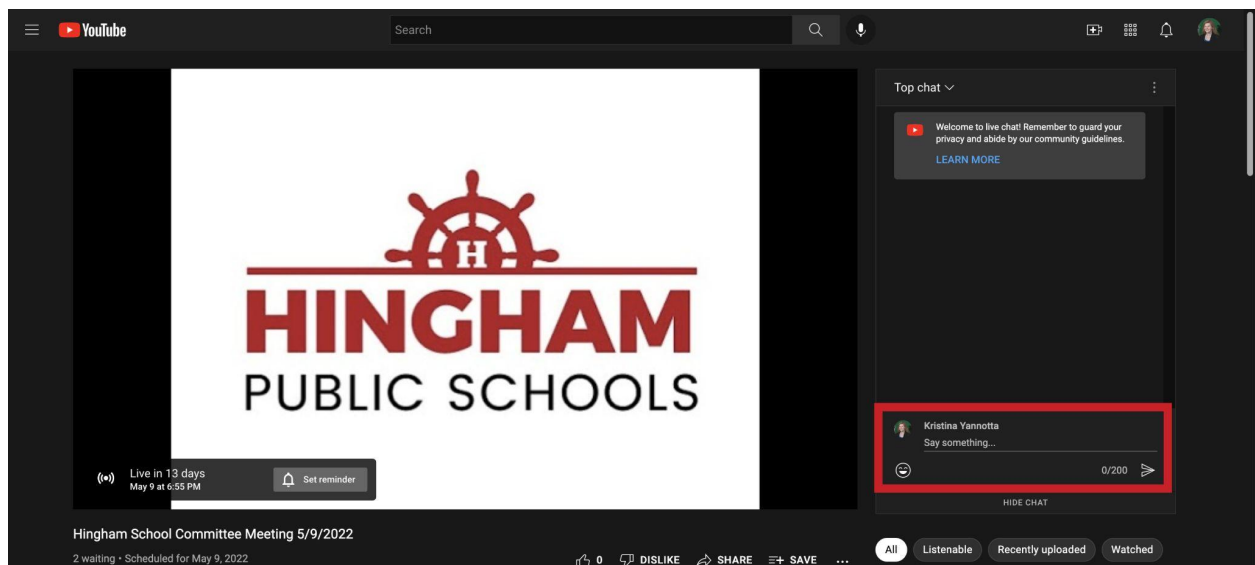 YouTube
Search
Top chat
Welcome to live chat! Remember to guard your
privacy and abide by our community guidelines.
LEARN MORE
H
HINGHAM
PUBLIC SCHOOLS
Live in 13 days
May 9 at 6:55 PM
Set reminder
Kristina Yannotta
Say something...
0/200
HIDE CHAT
Hingham School Committee Meeting 5/9/2022
2 waiting • Scheduled for May 9, 2022
0 DISLIKE SHARE SAVE ...
All Listenable Recently uploaded Watched